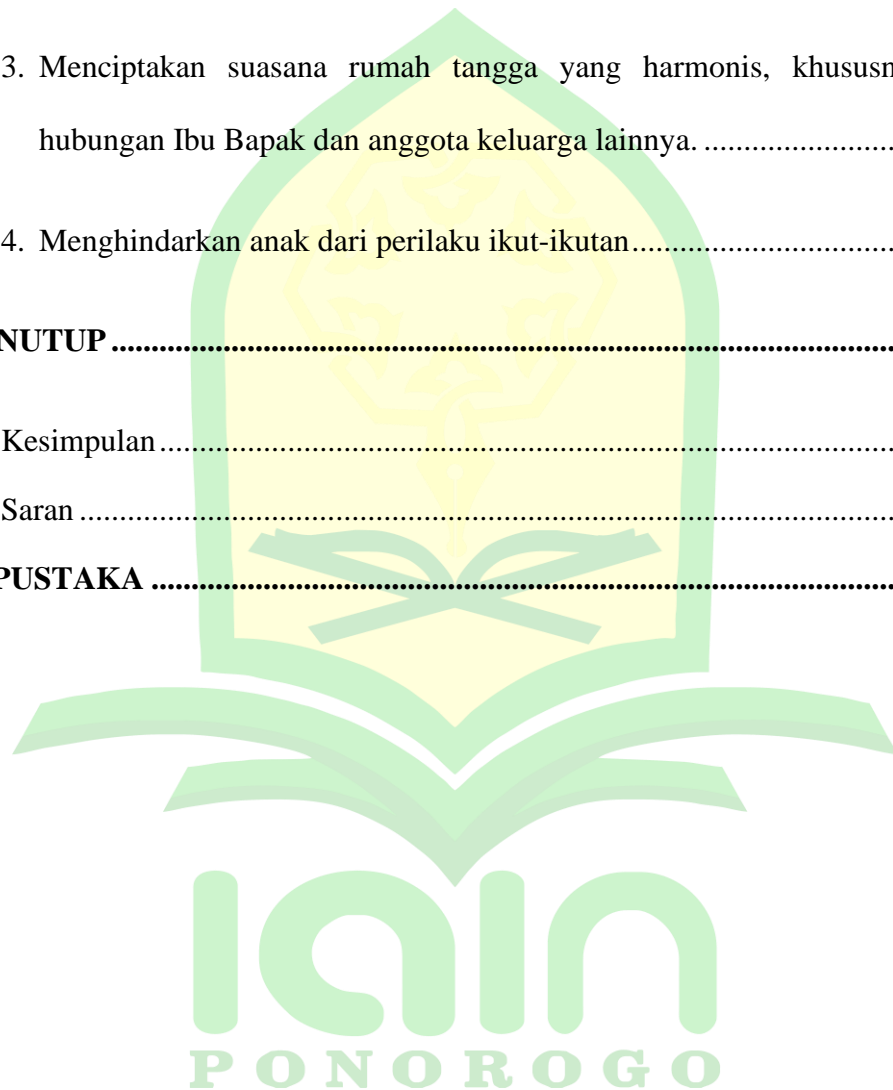 3. Menciptakan suasana rumah tangga yang harmonis, khususn
hubungan Ibu Bapak dan anggota keluarga lainnya. ........................
4. Menghindarkan anak dari perilaku ikut-ikutan.................................
NUTUP ....................................................................................................
Kesimpulan..............................................................................................
Saran ........................................................................................................
PUSTAKA ...............................................................................................
iain
PONOROGO